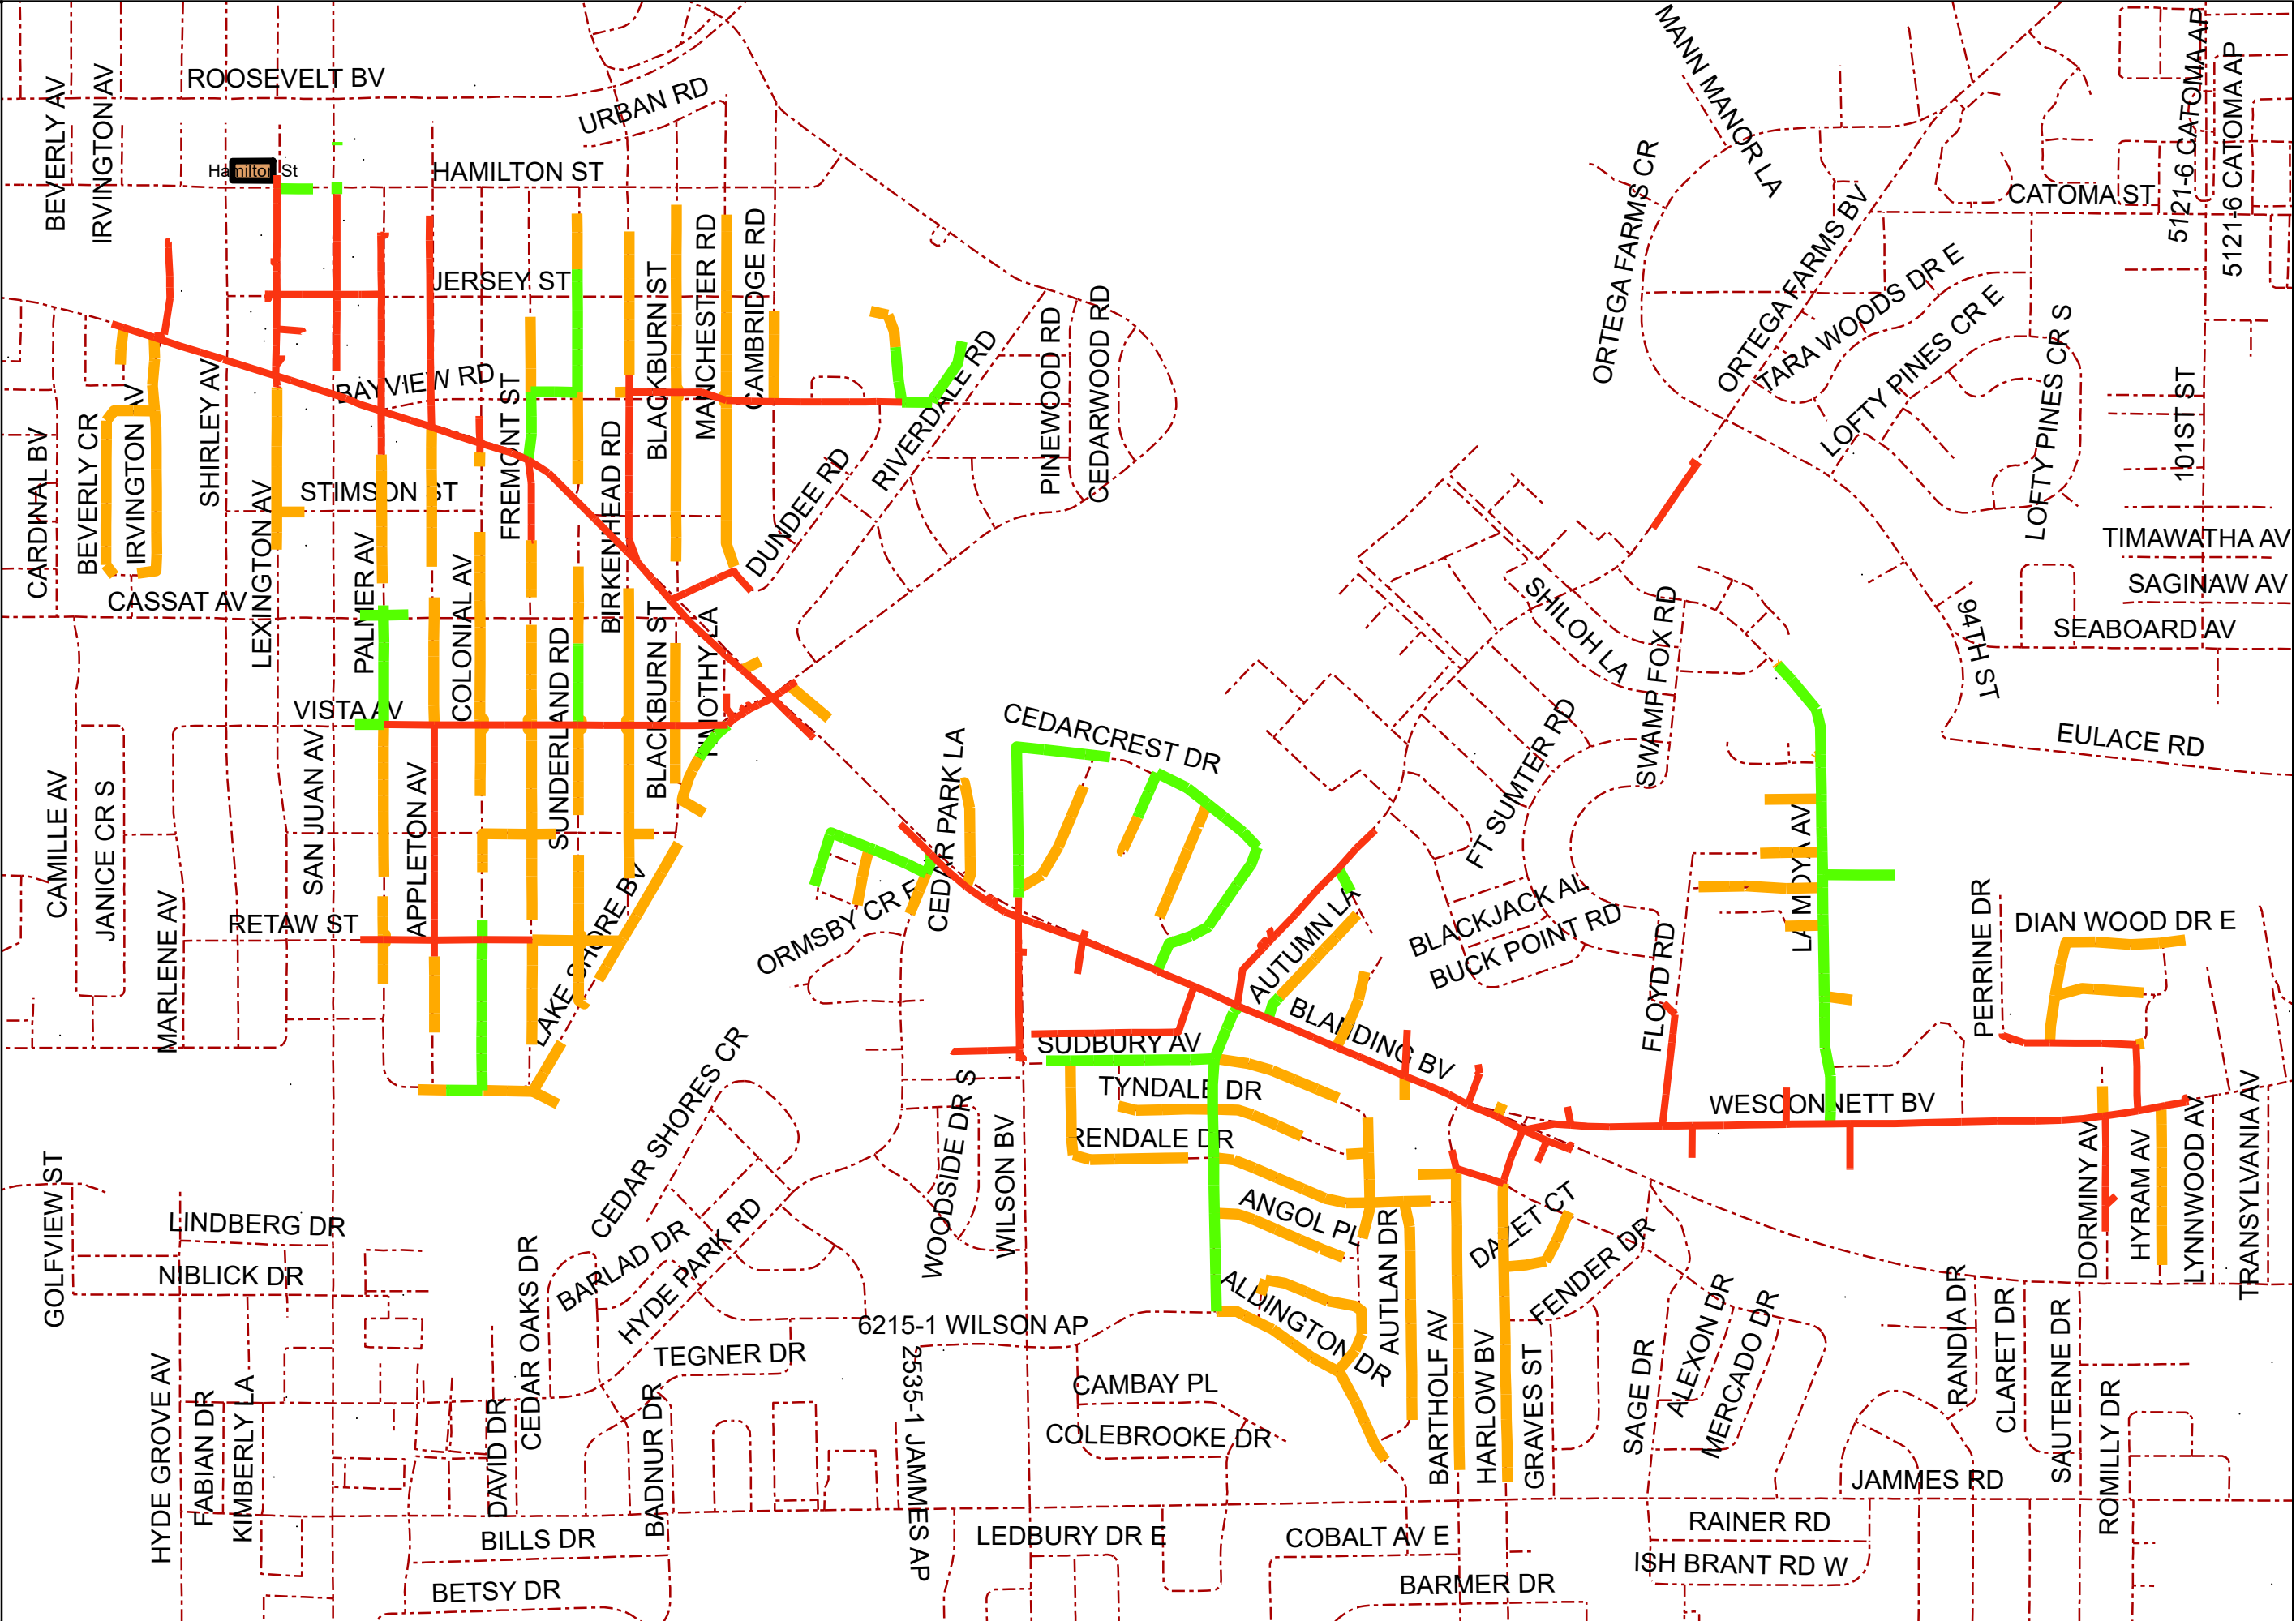 ROOSEVELT BV
BEVERLY AV
IRVINGTON AV
URBAN RD
Hamilton St
HAMILTON ST
MANN MANOR LA
ORTEGA FARMS CR
ORTEGA FARMS BV
CATOMA ST
5121-6 CATOMA AP
5121-6 CATOMA AP
JERSEY ST
BLACKBURN ST
MANCHESTER RD
CAMBRIDGE RD
RIVERDALE RD
PINEWOOD RD
CEDARWOOD RD
TARA WOODS DR E
LOFTY PINES CR E
LOFTY PINES CR S
101ST ST
BAYVIEW RD
SHIRLEY AV
FREMONT ST
BIRKENHEAD RD
DUNDEE RD
CARDINAL BV
BEVERLY CR
IRVINGTON AV
STIMSON ST
LEXINGTON AV
PALMER AV
COLONIAL AV
TIMAWATHA AV
SAGINAW AV
SEABOARD AV
94TH ST
EULACE RD
CASSAT AV
SUNDERLAND RD
BLACKBURN ST
TIMOTHY LA
SHILOH LA
SWAMP FOX RD
FT SUMTER RD
VISTA AV
SAN JUAN AV
APPLETON AV
CEDARCREST DR
CEDAR PARK LA
LA MOYA AV
CAMILLE AV
JANICE CR S
MARLENE AV
RETAW ST
LAKE SHORE BV
ORMSBY CR E
AUTUMN LA
BLACKJACK AL
BUCK POINT RD
FLOYD RD
PERRINE DR
DIAN WOOD DR E
BLANDING BV
SUDBURY AV
TYNDALE DR
RENDALE DR
WESCONNETT BV
CEDAR SHORES CR
WOODSIDE DR S
WILSON BV
ANGOL PL
ALDINGTON DR
AUTLAN DR
DALET CT
FENDER DR
DORMINY AV
HYRAM AV
LYNNWOOD AV
TRANSYLVANIA AV
GOLFVIEW ST
LINDBERG DR
NIBLICK DR
CEDAR OAKS DR
BARLAD DR
HYDE PARK RD
TEGNER DR
6215-1 WILSON AP
2535-1 JAMMES AP
CAMBAY PL
COLEBROOKE DR
BARTHOLF AV
HARLOW BV
GRAVES ST
SAGE DR
ALEXON DR
MERCADO DR
RANDIA DR
CLARET DR
SAUTERNE DR
ROMILLY DR
JAMMES RD
HYDE GROVE AV
FABIAN DR
KIMBERLY LA
DAVID DR
BADNUR DR
BILLS DR
BETSY DR
LEDBURY DR E
COBALT AV E
BARMER DR
RAINER RD
ISH BRANT RD W